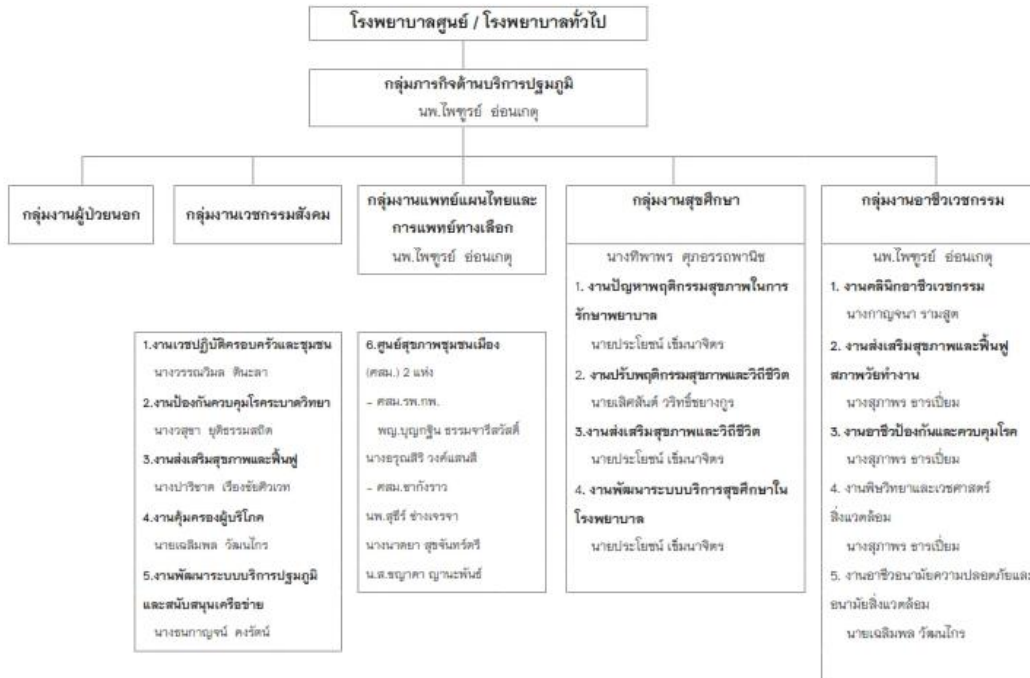 โรงพยาบาลศูนย์ / โรงพยาบาลทั่วไป
กลุ่มภารกิจด้านบริการปฐมภูมิ
นพ.ไพฑูรย์ อ่อนเกตุ
กลุ่มงานผู้ป่วยนอก
กลุ่มงานเวชกรรมสังคม
กลุ่มงานแพทย์แผนไทยและ
การแพทย์ทางเลือก
นพ.ไพฑูรย์ อ่อนเกตุ
กลุ่มงานสุขศึกษา
นางทิพาพร ศุภอรรถพานิช
1. งานปัญหาพฤติกรรมสุขภาพในการ
รักษาพยาบาล
นายประโยชน์ เข็มนาจิตร
2. งานปรับพฤติกรรมสุขภาพและวิถีชีวิต
นายเลิศสันต์ วริทธิ์ชยางกูร
3.งานส่งเสริมสุขภาพและวิถีชีวิต
นายประโยชน์ เข็มนาจิตร
4. งานพัฒนาระบบบริการสุขศึกษาใน
โรงพยาบาล
นายประโยชน์ เข็มนาจิตร
กลุ่มงานอาชีวเวชกรรม
นพ.ไพฑูรย์ อ่อนเกตุ
1. งานคลินิกอาชีวเวชกรรม
นางกาญจนา รามสูต
2. งานส่งเสริมสุขภาพและฟื้นฟู
สภาพวัยทำงาน
นางสุภาพร ธารเปี่ยม
3. งานอาชีวป้องกันและควบคุมโรค
นางสุภาพร ธารเปี่ยม
4. งานพิษวิทยาและเวชศาสตร์
สิ่งแวดล้อม
นางสุภาพร ธารเปี่ยม
5. งานอาชีวอนามัยความปลอดภัยและ
อนามัยสิ่งแวดล้อม
นายเฉลิมพล วัฒนไกร
1.งานเวชปฏิบัติครอบครัวและชุมชน
นางวรรณวิมล ตินะลา
2.งานป้องกันควบคุมโรคระบาดวิทยา
นางวสุชา ยุติธรรมสถิต
3.งานส่งเสริมสุขภาพและฟื้นฟู
นางปาริชาต เรืองชัยศิวเวท
4.งานคุ้มครองผู้บริโภค
นายเฉลิมพล วัฒนไกร
5.งานพัฒนาระบบบริการปฐมภูมิ
และสนับสนุนเครือข่าย
นางธนกาญจน์ คงรัตน์
6.ศูนย์สุขภาพชุมชนเมือง
(ศสม.) 2 แห่ง
- ศสม.รพ.กพ.
พญ.บุญกฐิน ธรรมจารีสวัสดิ์
นางอรุณสิริ วงค์แสนสี
- ศสม.ชากังราว
นพ.สุธีร์ ช่างเจรจา
นางนาตยา สุขจันทร์ตรี
น.ส.ชญาดา ญานะพันธ์